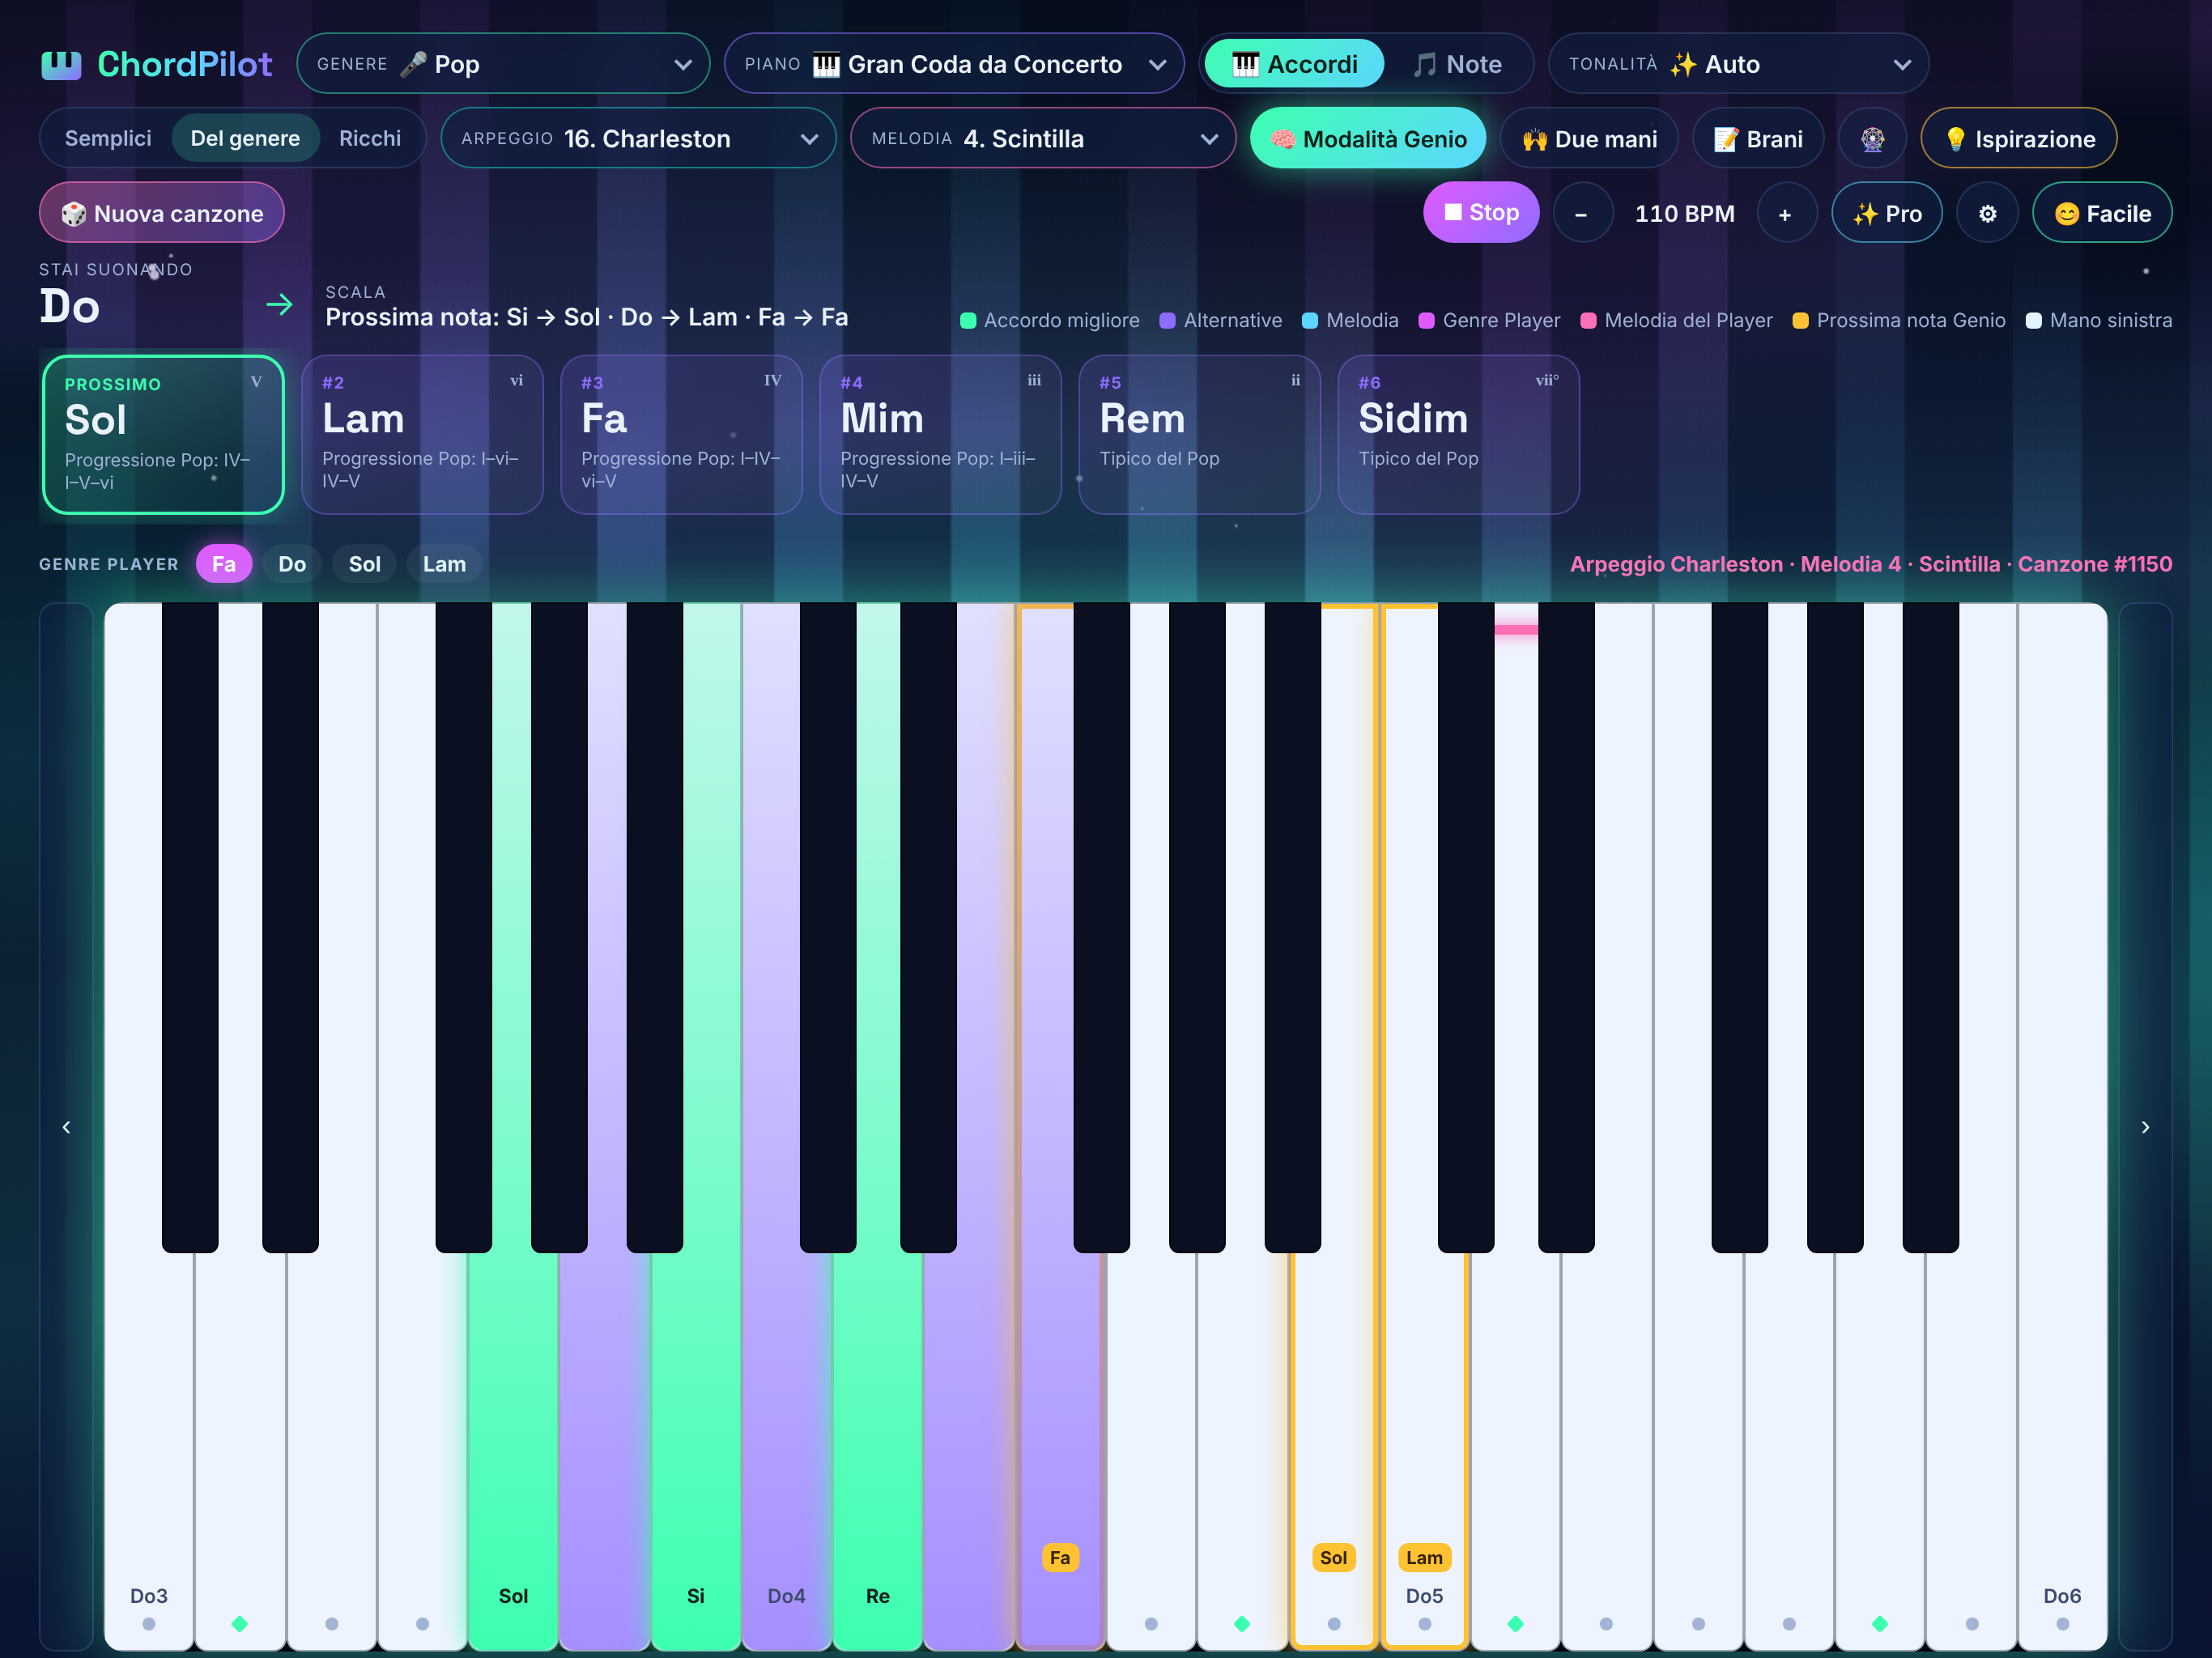 ChordPilot
GENERE 🎤 Pop
PIANO 🎹 Gran Coda da Concerto
🎹 Accordi
🎵 Note
TONALITÀ ✨ Auto
Semplici
Del genere
Ricchi
ARPEGGIO 16. Charleston
MELODIA 4. Scintilla
🧠 Modalità Genio
🙌 Due mani
📝 Brani
💡 Ispirazione
🎲 Nuova canzone
Stop
–
110 BPM
+
✨ Pro
😊 Facile
STAI SUONANDO
Do
→
SCALA
Prossima nota: Si → Sol · Do → Lam · Fa → Fa
Accordo migliore
Alternative
Melodia
Genre Player
Melodia del Player
Prossima nota Genio
Mano sinistra
PROSSIMO V
Sol
Progressione Pop: IV–
I–V–vi
#2 vi
Lam
Progressione Pop: I–vi–
IV–V
#3 IV
Fa
Progressione Pop: I–IV–
vi–V
#4 iii
Mim
Progressione Pop: I–iii–
IV–V
#5 ii
Rem
Tipico del Pop
#6 vii°
Sidim
Tipico del Pop
GENRE PLAYER Fa Do Sol Lam
Arpeggio Charleston · Melodia 4 · Scintilla · Canzone #1150
‹
›
Fa
Sol
Lam
Do3
Sol
Si
Do4
Re
Do5
Do6